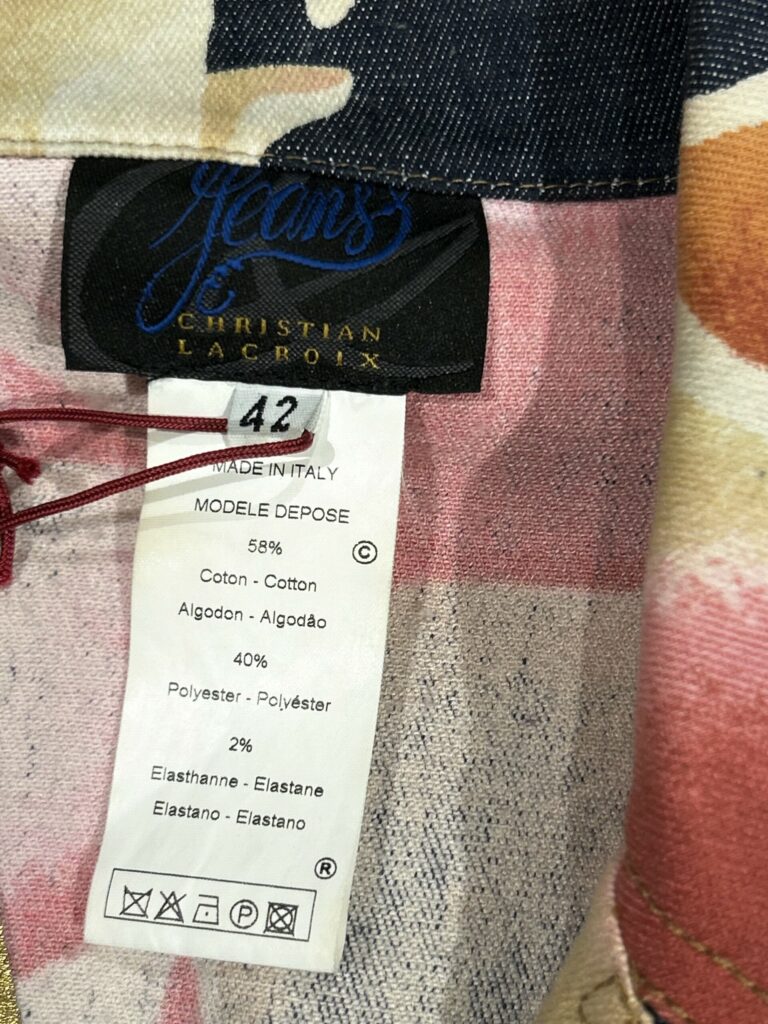 Jeans
CHRISTIAN
LACROIX
42
MADE IN ITALY
MODELE DEPOSE
58%
©
Coton - Cotton
Algodon - Algodão
40%
Polyester - Polyéster
2%
Elasthanne - Elastane
Elastano - Elastano
®
P